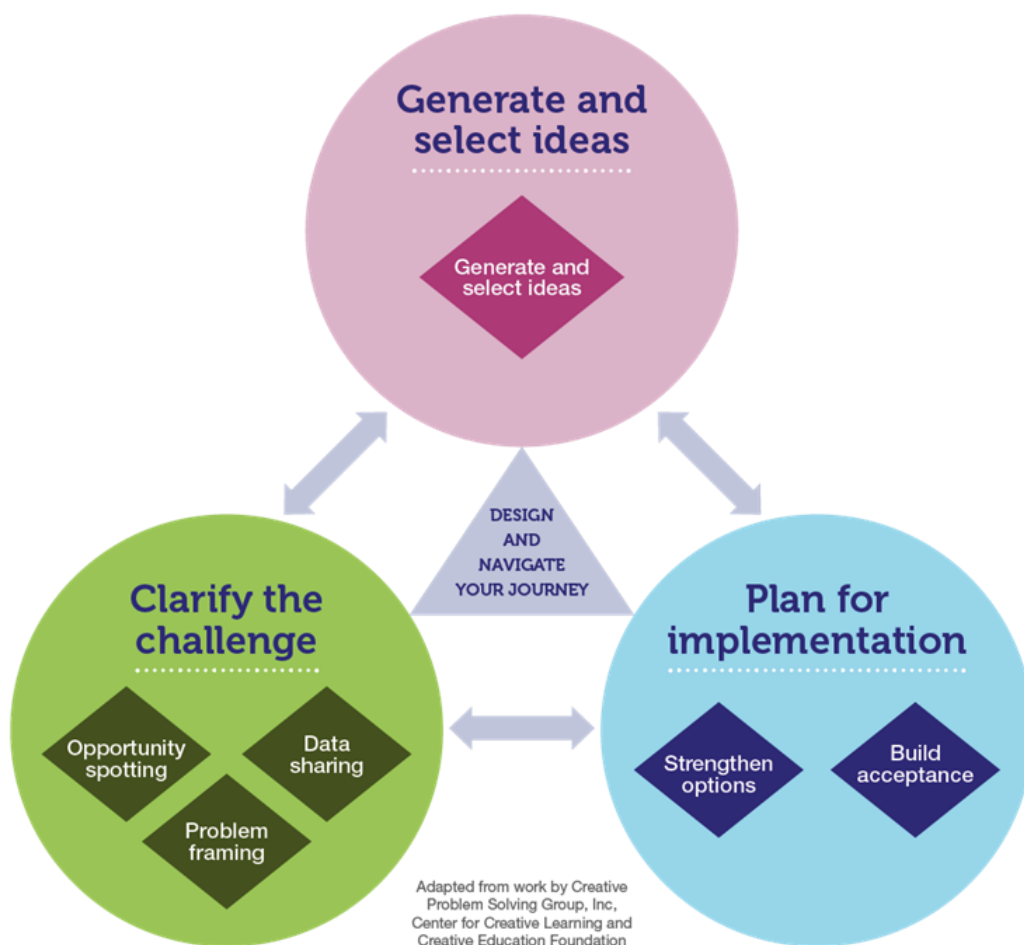 Generate and
select ideas
Generate and
select ideas
DESIGN
AND
NAVIGATE
YOUR JOURNEY
Clarify the
challenge
Opportunity
spotting
Data
sharing
Problem
framing
Plan for
implementation
Strengthen
options
Build
acceptance
Adapted from work by Creative
Problem Solving Group, Inc,
Center for Creative Learning and
Creative Education Foundation